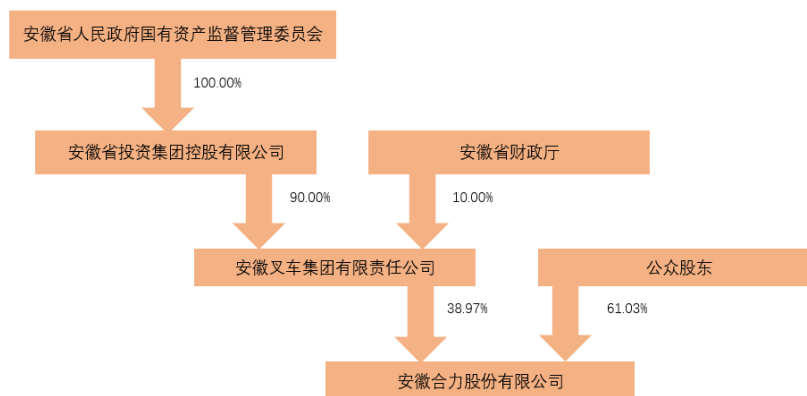 安徽省人民政府国有资产监督管理委员会
100.00%
安徽省投资集团控股有限公司
安徽省财政厅
90.00%
10.00%
安徽叉车集团有限责任公司
公众股东
38.97%
61.03%
安徽合力股份有限公司